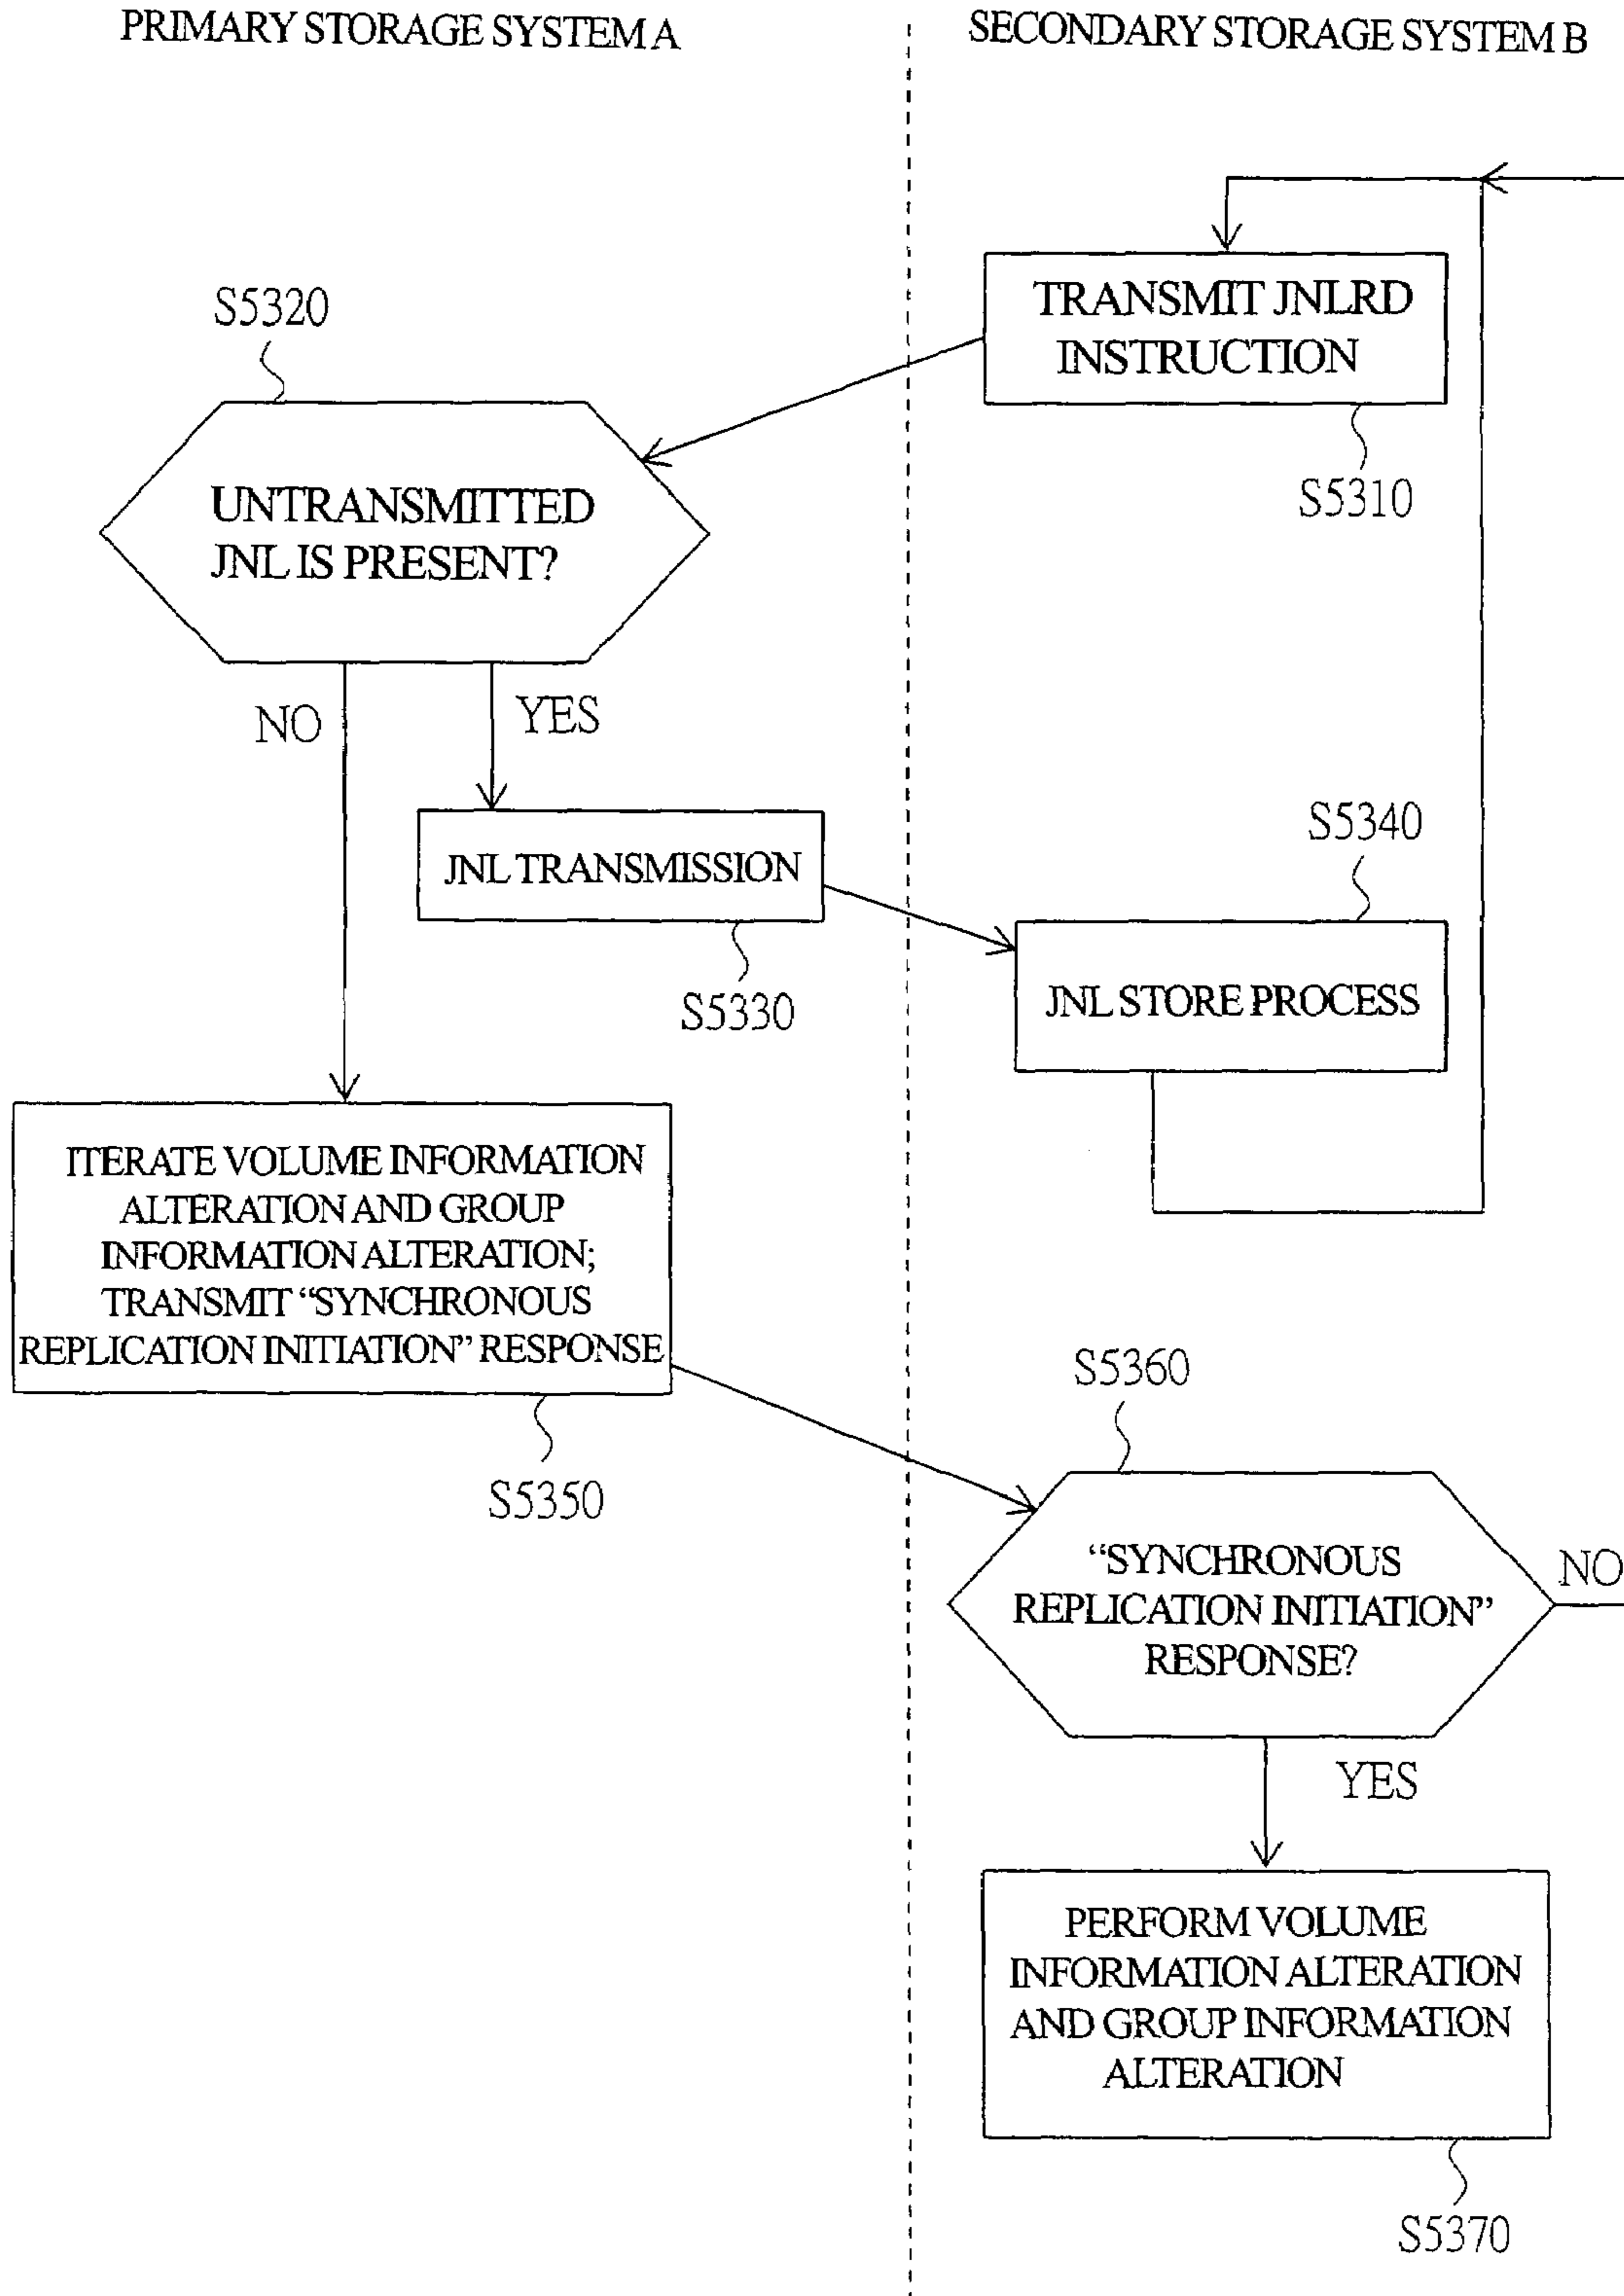 PRIMARY STORAGE SYSTEM A
SECONDARY STORAGE SYSTEM B
TRANSMIT JNLRD
INSTRUCTION
S5310
S5320
UNTRANSMITTED
JNL IS PRESENT?
NO
YES
JNL TRANSMISSION
S5330
S5340
JNL STORE PROCESS
ITERATE VOLUME INFORMATION
ALTERATION AND GROUP
INFORMATION ALTERATION;
TRANSMIT “SYNCHRONOUS
REPLICATION INITIATION” RESPONSE
S5350
S5360
“SYNCHRONOUS
REPLICATION INITIATION”
RESPONSE?
NO
YES
PERFORM VOLUME
INFORMATION ALTERATION
AND GROUP INFORMATION
ALTERATION
S5370